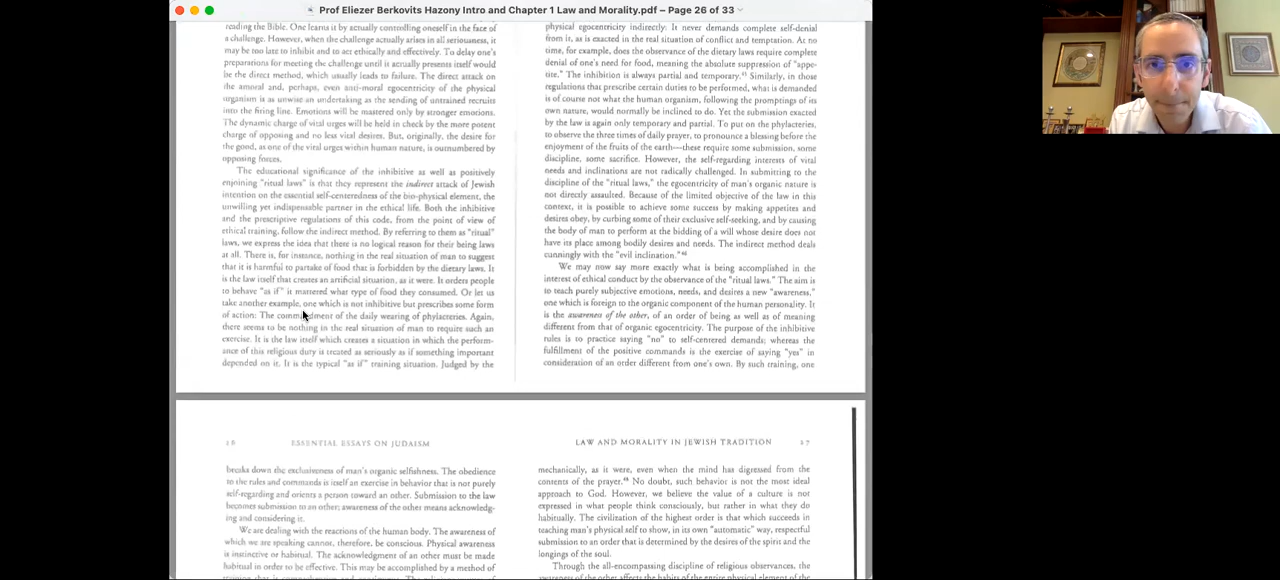 Prof Eliezer Berkovits Hazony Intro and Chapter 1 Law and Morality.pdf – Page 26 of 33
reading the Bible. One learns it by actually controlling oneself in the face of
a challenge. However, when the challenge actually arises in all seriousness, it
may be too late to inhibit and to act ethically and effectively. To delay one's
preparations for meeting the challenge until it actually presents itself would
be the direct method, which usually leads to failure. The direct attack on
the amoral and, perhaps, even anti-moral egocentricity of the physical
organism is as unwise an undertaking as the sending of untrained recruits
into the firing line. Emotions will be mastered only by stronger emotions.
The dynamic charge of vital urges will be held in check by the more potent
charge of opposing and no less vital desires. But, originally, the desire for
the good, as one of the vital urges within human nature, is outnumbered by
opposing forces.
The educational significance of the inhibitive as well as positively
enjoining "ritual laws" is that they represent the indirect attack of Jewish
intention on the essential self-centeredness of the bio-physical element, the
unwilling yet indispensable partner in the ethical life. Both the inhibitive
and the prescriptive regulations of this code, from the point of view of
ethical training, follow the indirect method. By referring to them as "ritual"
laws, we express the idea that there is no logical reason for their being laws
at all. There is, for instance, nothing in the real situation of man to suggest
that it is harmful to partake of food that is forbidden by the dietary laws. It
is the law itself that creates an artificial situation, as it were. It orders people
to behave "as if" it mattered what type of food they consumed. Or let us
take another example, one which is not inhibitive but prescribes some form
of action: The commandment of the daily wearing of phylacteries. Again,
there seems to be nothing in the real situation of man to require such an
exercise. It is the law itself which creates a situation in which the perform-
ance of this religious duty is treated as seriously as if something important
depended on it. It is the typical "as if" training situation. Judged by the
physical egocentricity indirectly: It never demands complete self-denial
from it, as is exacted in the real situation of conflict and temptation. At no
time, for example, does the observance of the dietary laws require complete
denial of one's need for food, meaning the absolute suppression of "appe-
tite." The inhibition is always partial and temporary. Similarly, in those
regulations that prescribe certain duties to be performed, what is demanded
is of course not what the human organism, following the promptings of its
own nature, would normally be inclined to do. Yet the submission exacted
by the law is again only temporary and partial. To put on the phylacteries,
to observe the three times of daily prayer, to pronounce a blessing before the
enjoyment of the fruits of the earth—these require some submission, some
discipline, some sacrifice. However, the self-regarding interests of vital
needs and inclinations are not radically challenged. In submitting to the
discipline of the "ritual laws," the egocentricity of man's organic nature is
not directly assaulted. Because of the limited objective of the law in this
context, it is possible to achieve some success by making appetites and
desires obey, by curbing some of their exclusive self-seeking, and by causing
the body of man to perform at the bidding of a will whose desire does not
have its place among bodily desires and needs. The indirect method deals
cunningly with the "evil inclination."
We may now say more exactly what is being accomplished in the
interest of ethical conduct by the observance of the "ritual laws." The aim is
to teach purely subjective emotions, needs, and desires a new "awareness,"
one which is foreign to the organic component of the human personality. It
is the awareness of the other, of an order of being as well as of meaning
different from that of organic egocentricity. The purpose of the inhibitive
rules is to practice saying "no" to self-centered demands; whereas the
fulfillment of the positive commands is the exercise of saying "yes" in
consideration of an order different from one's own. By such training, one
ESSENTIAL ESSAYS ON JUDAISM
breaks down the exclusiveness of man's organic selfishness. The obedience
to the rules and commands is itself an exercise in behavior that is not purely
self-regarding and orients a person toward an other. Submission to the law
becomes submission to an other; awareness of the other means acknowledg-
ing and considering it.
We are dealing with the reactions of the human body. The awareness of
which we are speaking cannot, therefore, be conscious. Physical awareness
is instinctive or habitual. The acknowledgment of an other must be made
habitual in order to be effective. This may be accomplished by a method of
LAW AND MORALITY IN JEWISH TRADITION
mechanically, as it were, even when the mind has digressed from the
contents of the prayer. No doubt, such behavior is not the most ideal
approach to God. However, we believe the value of a culture is not
expressed in what people think consciously, but rather in what they do
habitually. The civilization of the highest order is that which succeeds in
teaching man's physical self to show, in its own "automatic" way, respectful
submission to an order that is determined by the desires of the spirit and the
longings of the soul.
Through the all-encompassing discipline of religious observances, the